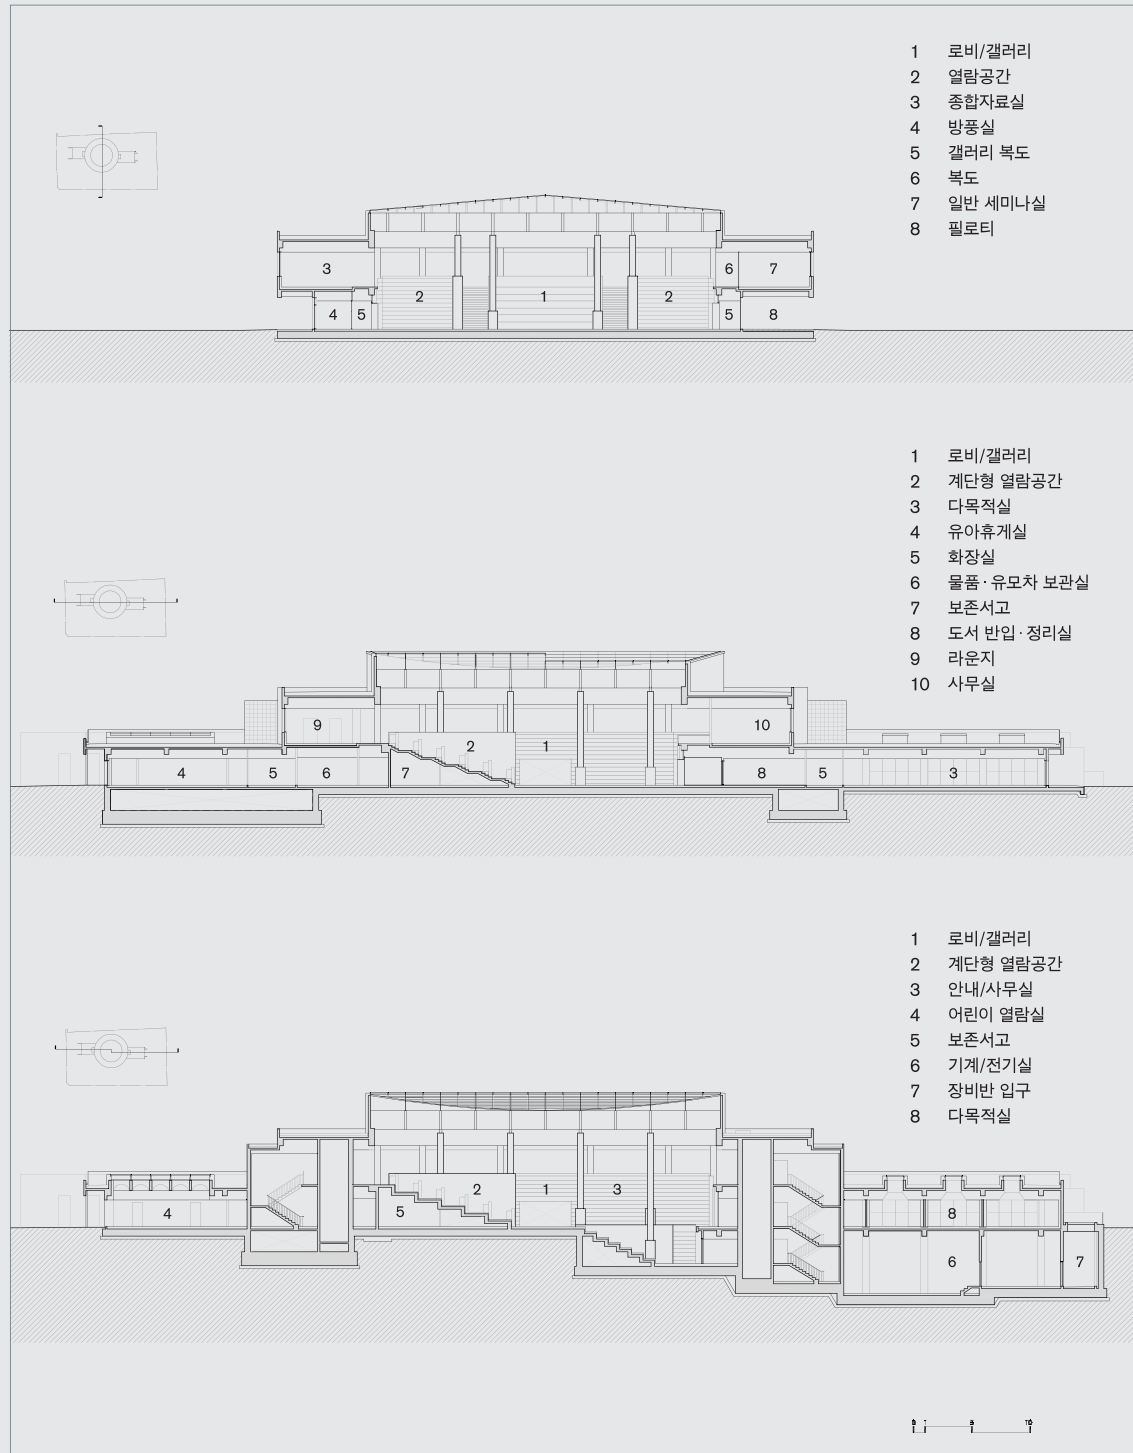 1 로비/갤러리
2 열람공간
3 종합자료실
4 방풍실
5 갤러리 복도
6 복도
7 일반 세미나실
8 필로티
3 6 7
2 1 2
4 5 5 8
1 로비/갤러리
2 계단형 열람공간
3 다목적실
4 유아휴게실
5 화장실
6 물품·유모차 보관실
7 보존서고
8 도서 반입·정리실
9 라운지
10 사무실
9 10
2 1
4 5 6 7 8 5 3
1 로비/갤러리
2 계단형 열람공간
3 안내/사무실
4 어린이 열람실
5 보존서고
6 기계/전기실
7 장비반 입구
8 다목적실
2 1 3
4 5 8
6 7
0 1 5 10